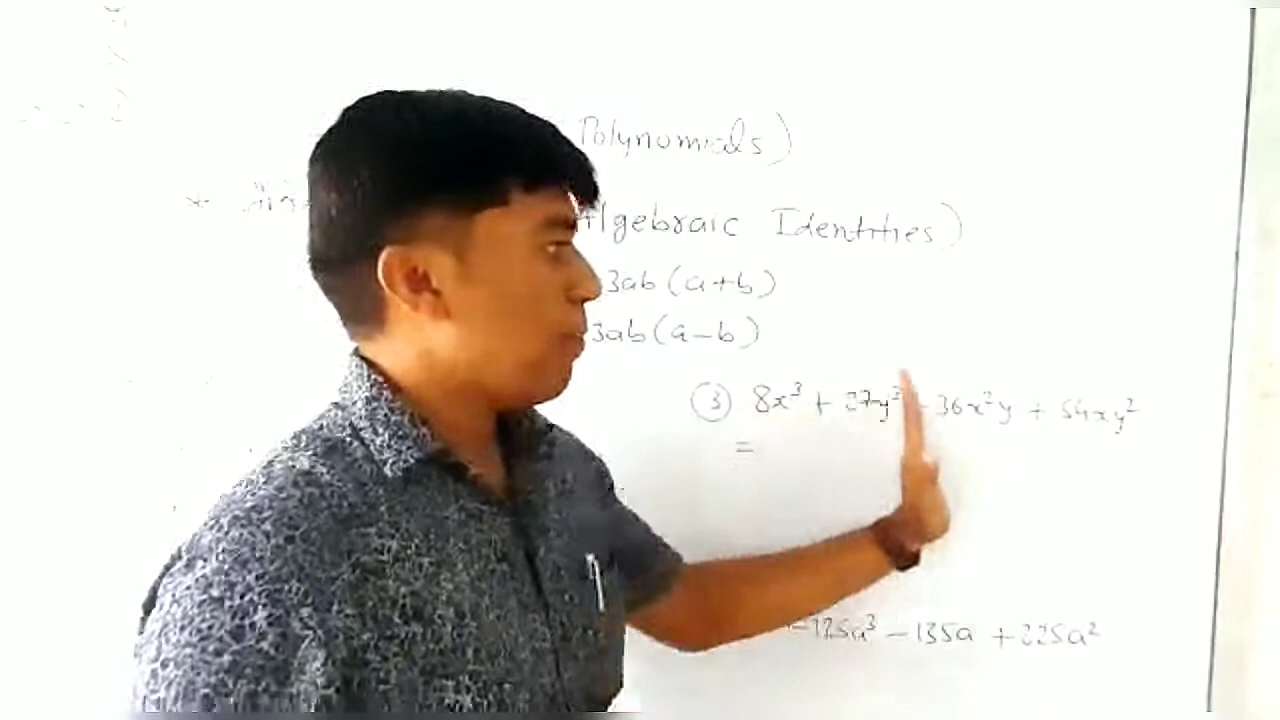 Polynomials)
*
Algebraic Identities)
3ab(a+b)
3ab(a-b)
③ 8x³ + 27y³ 36x²y + 54xy²
=
-125a³ - 135a + 225a²